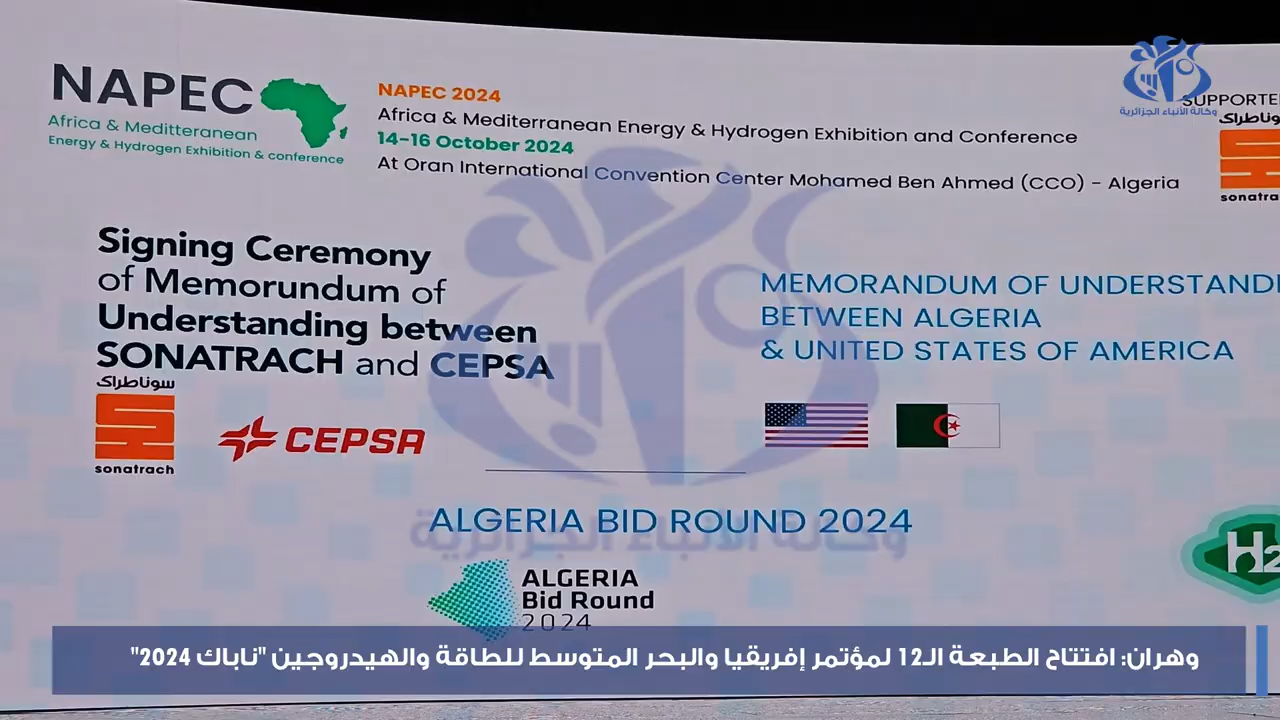 NAPEC
Africa & Meditteranean
Energy & Hydrogen Exhibition & conference
NAPEC 2024
Africa & Mediterranean Energy & Hydrogen Exhibition and Conference
14-16 October 2024
At Oran International Convention Center Mohamed Ben Ahmed (CCO) - Algeria
وكالة الأنباء الجزائرية
SUPPORTE
سوناطراك
sonatra
Signing Ceremony
of Memorundum of
Understanding between
SONATRACH and CEPSA
سوناطراك
sonatrach
CEPSA
MEMORANDUM OF UNDERSTANDI
BETWEEN ALGERIA
& UNITED STATES OF AMERICA
ALGERIA BID ROUND 2024
وكالة الأنباء الجزائرية
ALGERIA
Bid Round
2024
H2
وهران: افتتاح الطبعة الـ12 لمؤتمر إفريقيا والبحر المتوسط للطاقة والهيدروجين "ناباك 2024"